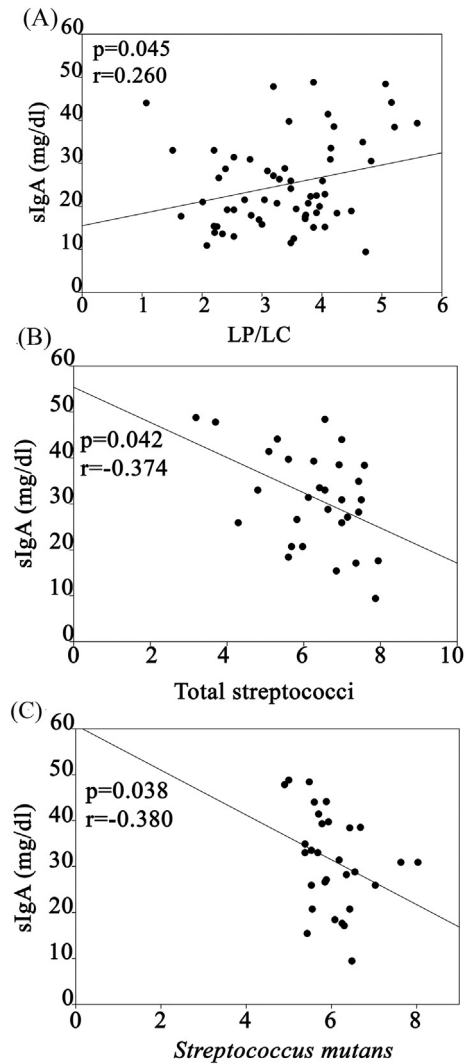 (A)
60
50
40
30
20
10
0
sIgA (mg/dl)
p=0.045
r=0.260
0 1 2 3 4 5 6
LP/LC
(B)
60
50
40
30
20
10
0
sIgA (mg/dl)
p=0.042
r=-0.374
0 2 4 6 8 10
Total streptococci
(C)
60
50
40
30
20
10
0
sIgA (mg/dl)
p=0.038
r=-0.380
0 2 4 6 8
Streptococcus mutans